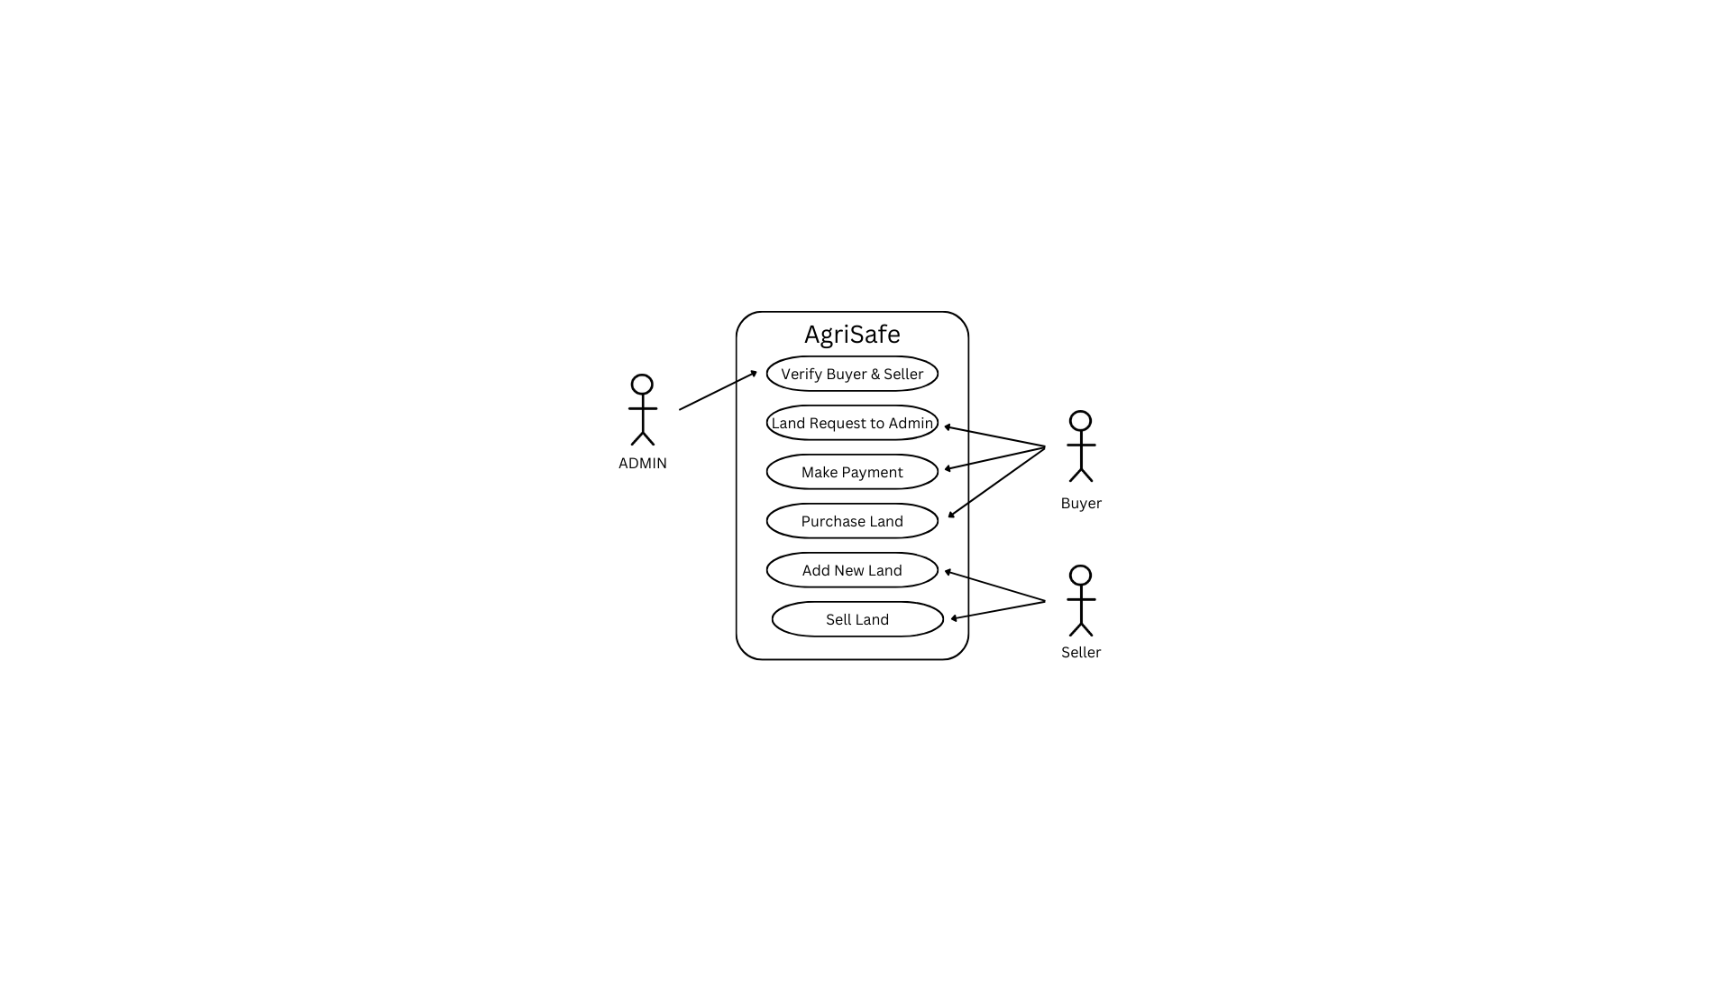 AgriSafe
Verify Buyer & Seller
Land Request to Admin
Make Payment
Purchase Land
Add New Land
Sell Land
ADMIN
Buyer
Seller